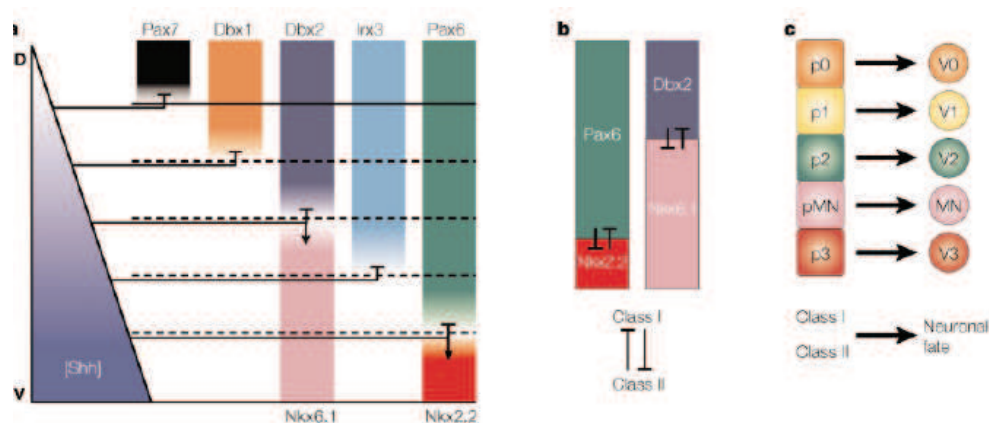 a
Pax7 Dbx1 Dbx2 Irx3 Pax6
D
[Shh]
V
Nkx6.1 Nkx2.2
b
Dbx2
Pax6
Nkx6.1
Nkx2.2
Class I
Class II
c
p0 V0
p1 V1
p2 V2
pMN MN
p3 V3
Class I
Class II
Neuronal
fate